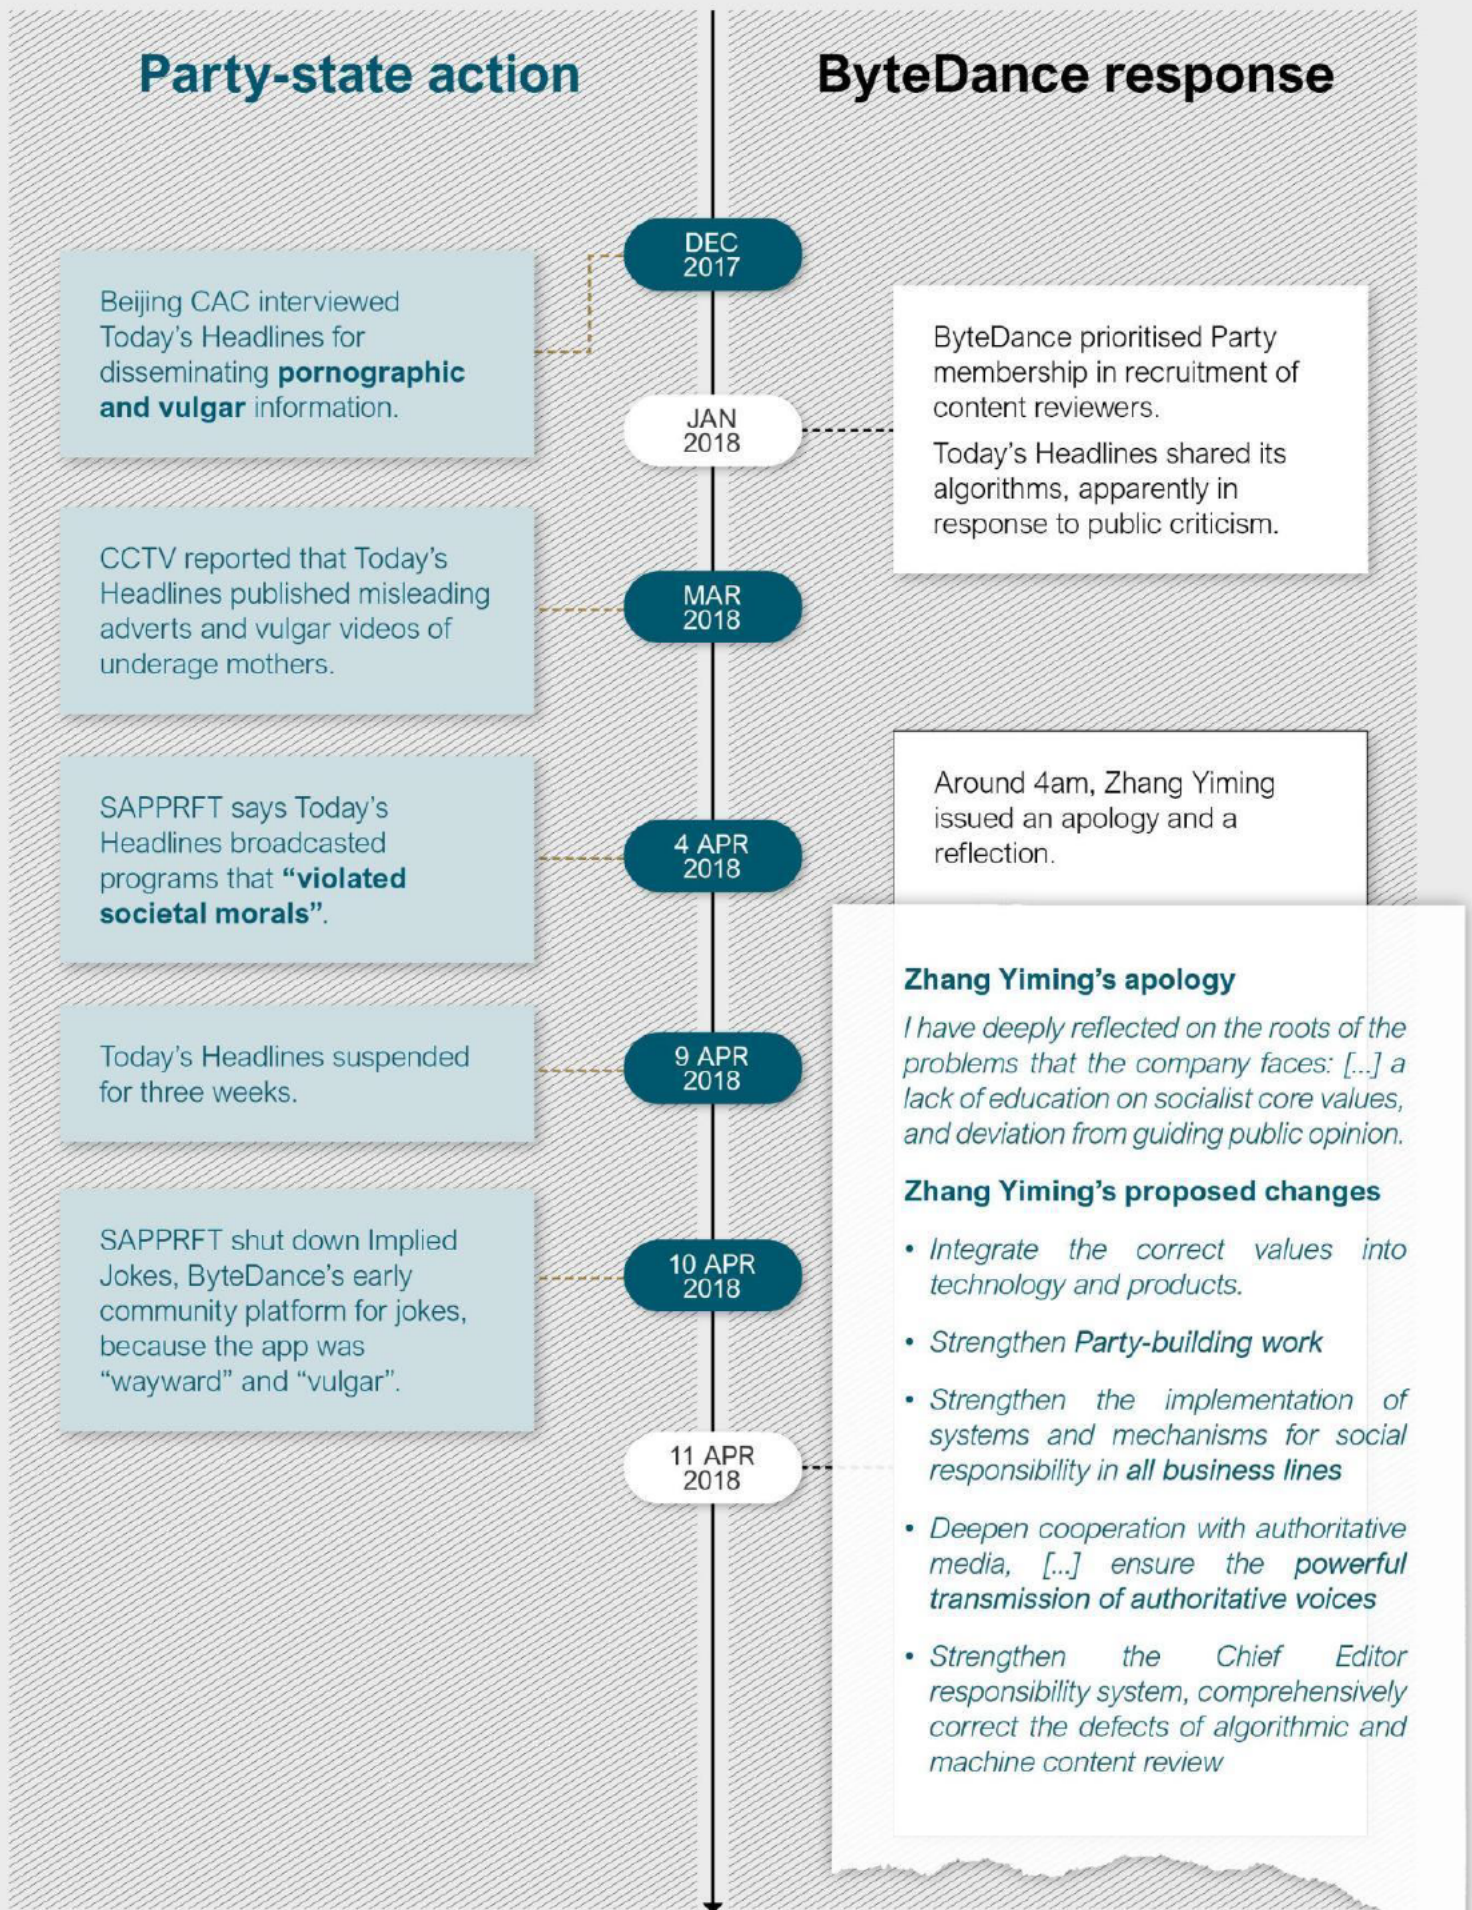 Party-state action
ByteDance response
DEC
2017
Beijing CAC interviewed
Today's Headlines for
disseminating pornographic
and vulgar information.
JAN
2018
ByteDance prioritised Party
membership in recruitment of
content reviewers.
Today's Headlines shared its
algorithms, apparently in
response to public criticism.
CCTV reported that Today's
Headlines published misleading
adverts and vulgar videos of
underage mothers.
MAR
2018
SAPPRFT says Today's
Headlines broadcasted
programs that “violated
societal morals”.
4 APR
2018
Today's Headlines suspended
for three weeks.
9 APR
2018
SAPPRFT shut down Implied
Jokes, ByteDance's early
community platform for jokes,
because the app was
“wayward” and “vulgar”.
10 APR
2018
11 APR
2018
Around 4am, Zhang Yiming
issued an apology and a
reflection.
Zhang Yiming's apology
I have deeply reflected on the roots of the
problems that the company faces: [...] a
lack of education on socialist core values,
and deviation from guiding public opinion.
Zhang Yiming's proposed changes
• Integrate the correct values into
technology and products.
• Strengthen Party-building work
• Strengthen the implementation of
systems and mechanisms for social
responsibility in all business lines
• Deepen cooperation with authoritative
media, [...] ensure the powerful
transmission of authoritative voices
• Strengthen the Chief Editor
responsibility system, comprehensively
correct the defects of algorithmic and
machine content review